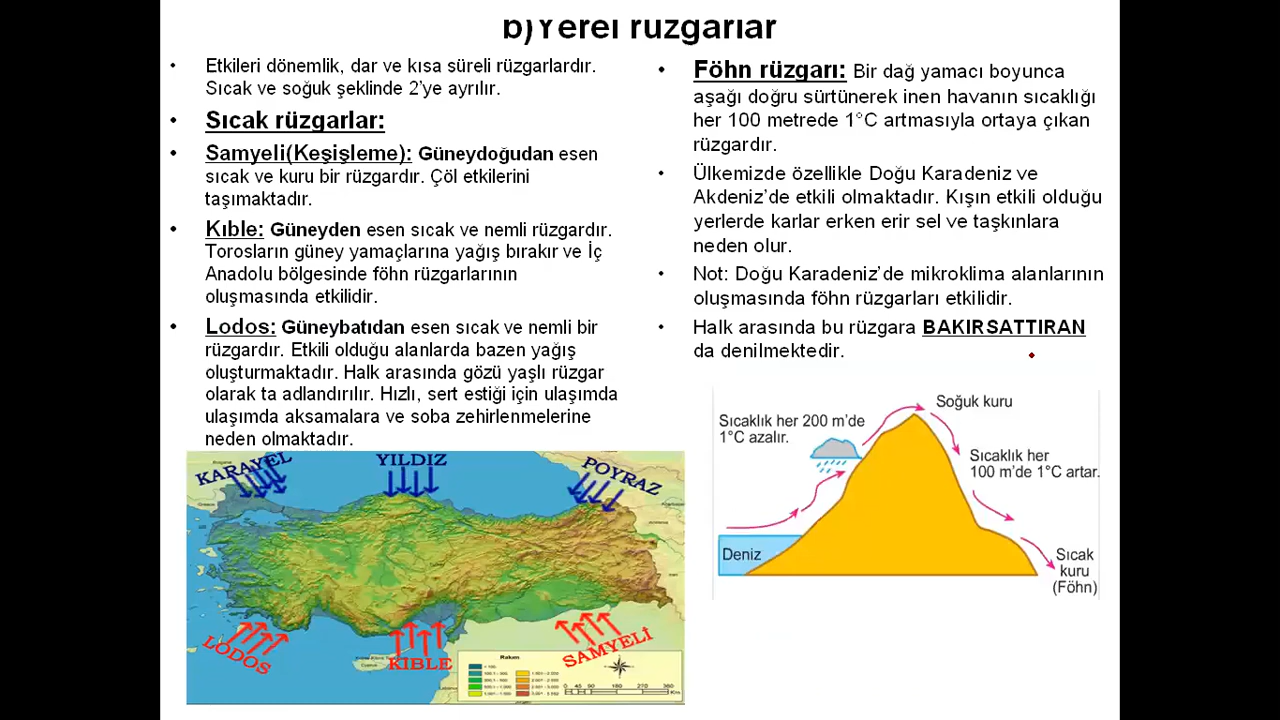 b)Yerel rüzgarlar
• Etkileri dönemlik, dar ve kısa süreli rüzgarlardır.
Sıcak ve soğuk şeklinde 2'ye ayrılır.
• Sıcak rüzgarlar:
• Samyeli(Keşişleme): Güneydoğudan esen
sıcak ve kuru bir rüzgardır. Çöl etkilerini
taşımaktadır.
• Kıble: Güneyden esen sıcak ve nemli rüzgardır.
Torosların güney yamaçlarına yağış bırakır ve İç
Anadolu bölgesinde föhn rüzgarlarının
oluşmasında etkilidir.
• Lodos: Güneybatıdan esen sıcak ve nemli bir
rüzgardır. Etkili olduğu alanlarda bazen yağış
oluşturmaktadır. Halk arasında gözü yaşlı rüzgar
olarak ta adlandırılır. Hızlı, sert estiği için ulaşımda
ulaşımda aksamalara ve soba zehirlenmelerine
neden olmaktadır.
KARAYEL
YILDIZ
POYRAZ
LODOS
KIBLE
SAMYELİ
Rakım
• Föhn rüzgarı: Bir dağ yamacı boyunca
aşağı doğru sürtünerek inen havanın sıcaklığı
her 100 metrede 1°C artmasıyla ortaya çıkan
rüzgardır.
• Ülkemizde özellikle Doğu Karadeniz ve
Akdeniz'de etkili olmaktadır. Kışın etkili olduğu
yerlerde karlar erken erir sel ve taşkınlara
neden olur.
• Not: Doğu Karadeniz'de mikroklima alanlarının
oluşmasında föhn rüzgarları etkilidir.
• Halk arasında bu rüzgara BAKIRSATTIRAN
da denilmektedir.
Soğuk kuru
Sıcaklık her 200 m'de
1°C azalır.
Sıcaklık her
100 m'de 1°C artar.
Deniz
Sıcak
kuru
(Föhn)